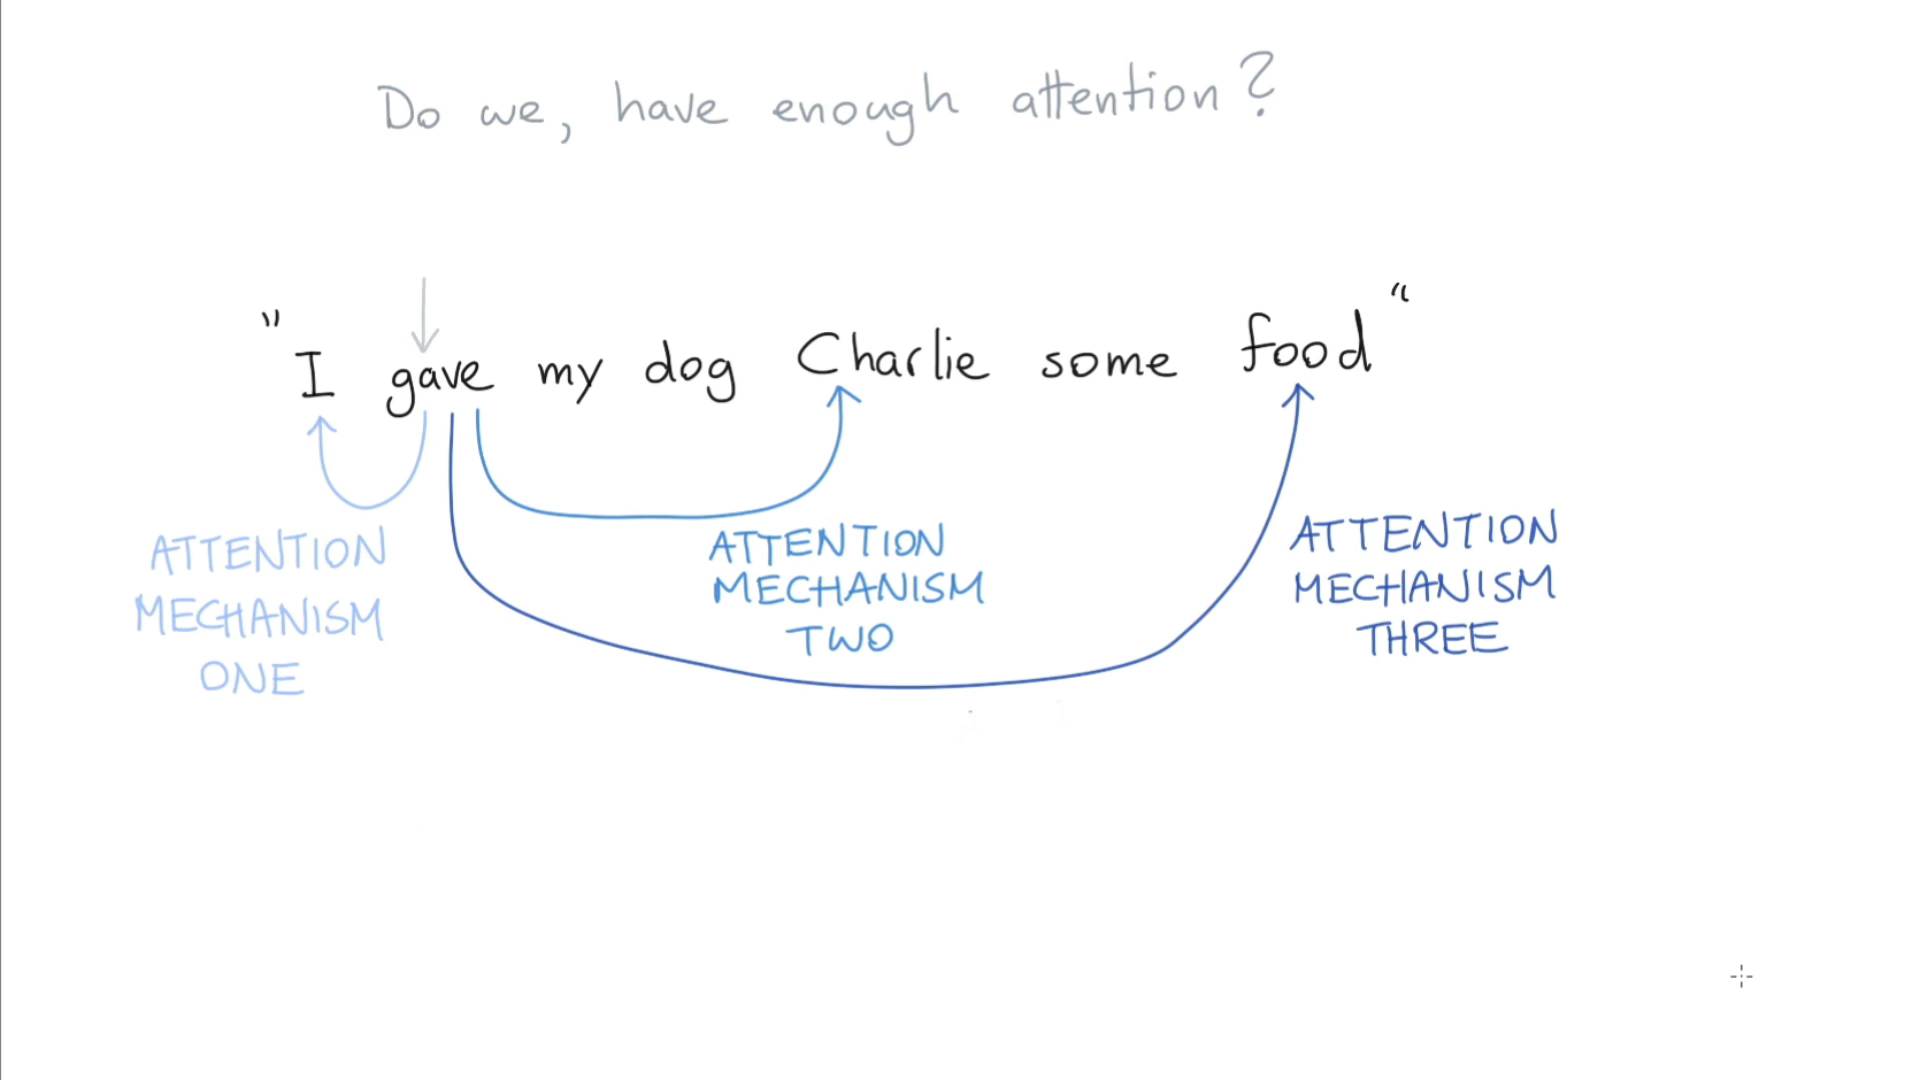 Do we, have enough attention?
"I gave my dog Charlie some food"
ATTENTION
MECHANISM
ONE
ATTENTION
MECHANISM
TWO
ATTENTION
MECHANISM
THREE